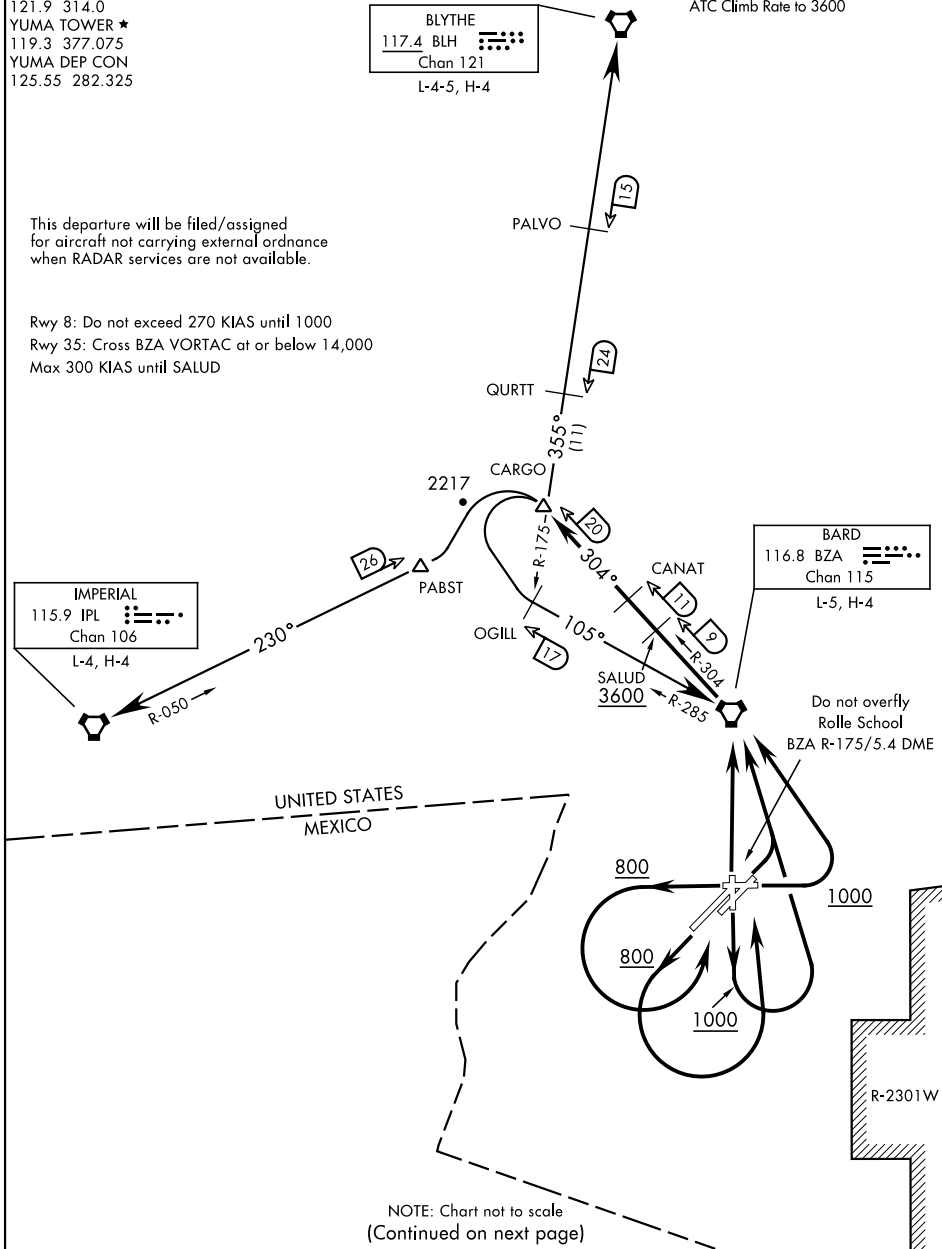 121.9 314.0
YUMA TOWER ★
119.3 377.075
YUMA DEP CON
125.55 282.325
BLYTHE
117.4 BLH
Chan 121
L-4-5, H-4
ATC Climb Rate to 3600
This departure will be filed/assigned
for aircraft not carrying external ordnance
when RADAR services are not available.
Rwy 8: Do not exceed 270 KIAS until 1000
Rwy 35: Cross BZA VORTAC at or below 14,000
Max 300 KIAS until SALUD
15
PALVO
24
QURTT
355°
(11)
CARGO
2217
20
R-175
304°
26
PABST
CANAT
11
9
BARD
116.8 BZA
Chan 115
L-5, H-4
IMPERIAL
115.9 IPL
Chan 106
L-4, H-4
230°
R-050
OGILL
17
105°
R-304
SALUD
3600
R-285
Do not overfly
Rolle School
BZA R-175/5.4 DME
UNITED STATES
MEXICO
800
1000
800
1000
R-2301W
NOTE: Chart not to scale
(Continued on next page)